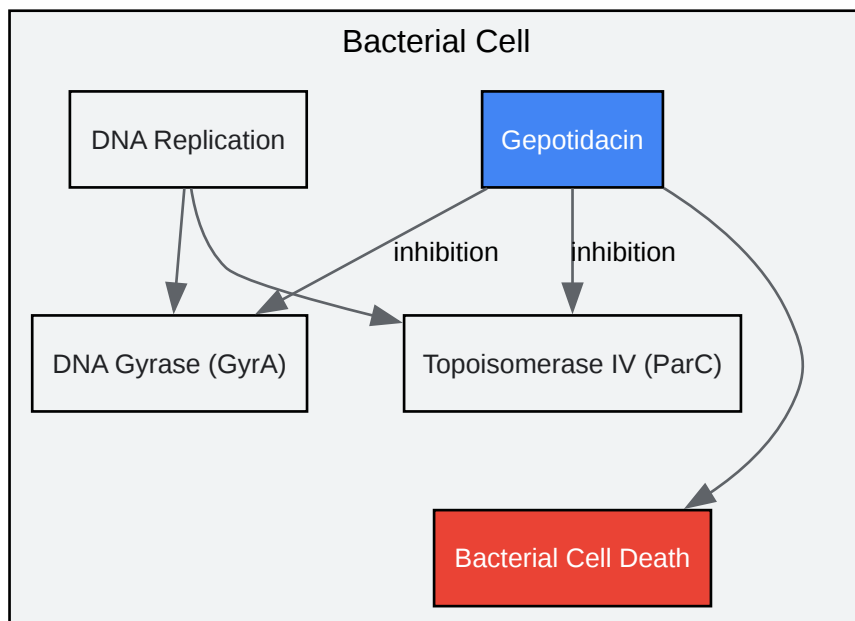 Bacterial Cell
DNA Replication
Gepotidacin
inhibition
inhibition
DNA Gyrase (GyrA)
Topoisomerase IV (ParC)
Bacterial Cell Death